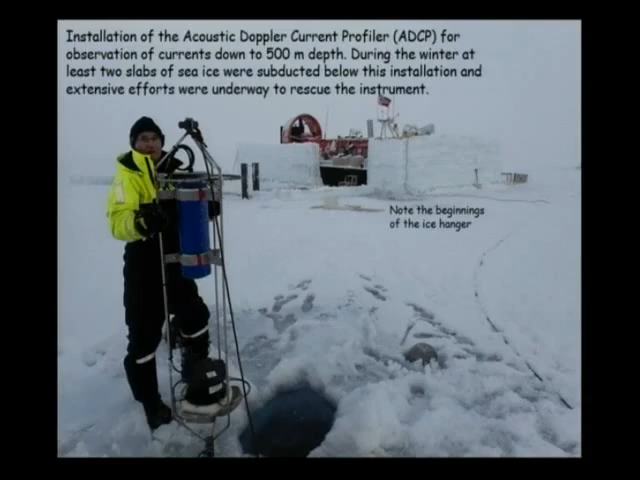 Installation of the Acoustic Doppler Current Profiler (ADCP) for
observation of currents down to 500 m depth. During the winter at
least two slabs of sea ice were subducted below this installation and
extensive efforts were underway to rescue the instrument.
Note the beginnings
of the ice hanger